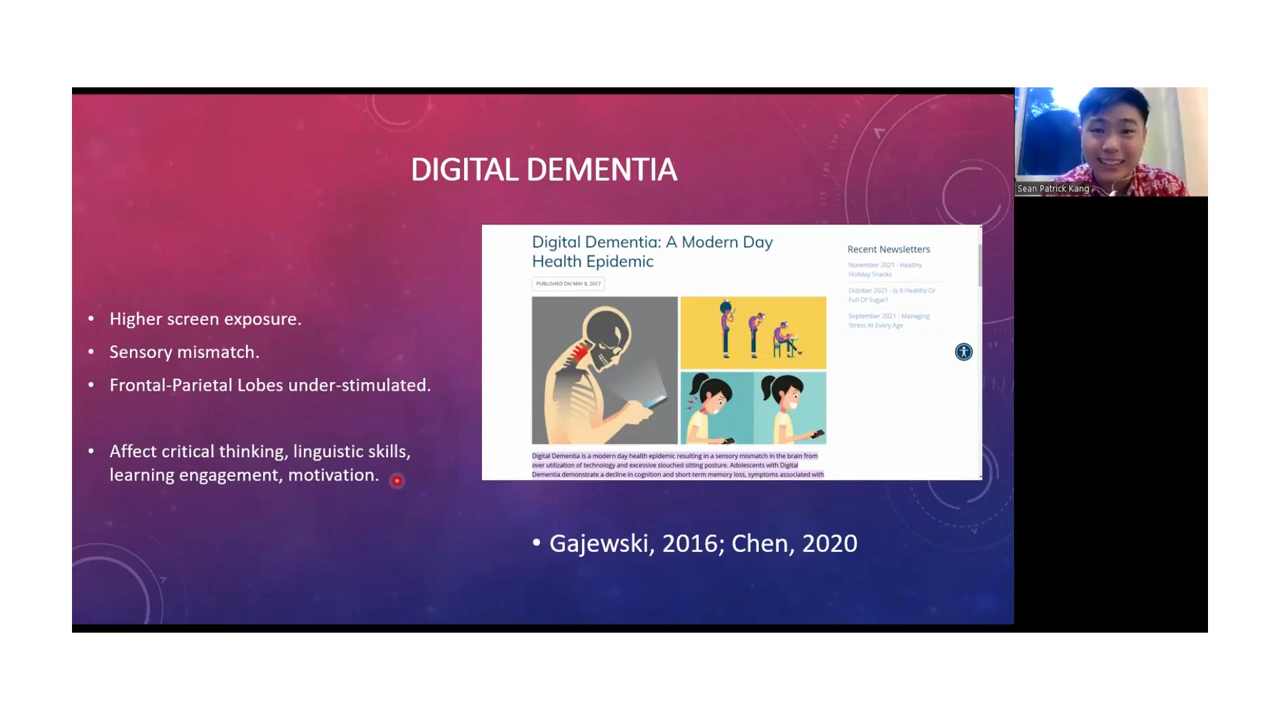 DIGITAL DEMENTIA
Sean Patrick Kang
• Higher screen exposure.
• Sensory mismatch.
• Frontal-Parietal Lobes under-stimulated.
• Affect critical thinking, linguistic skills,
learning engagement, motivation.
Digital Dementia: A Modern Day
Health Epidemic
PUBLISHED ON MAY 8, 2017
Digital Dementia is a modern day health epidemic resulting in a sensory mismatch in the brain from
over utilization of technology and excessive slouched sitting posture. Adolescents with Digital
Dementia demonstrate a decline in cognition and short-term memory loss, symptoms associated with
Recent Newsletters
November 2021 - Healthy
Holiday Snacks
October 2021 - Is It Healthy Or
Full Of Sugar?
September 2021 - Managing
Stress At Every Age
• Gajewski, 2016; Chen, 2020